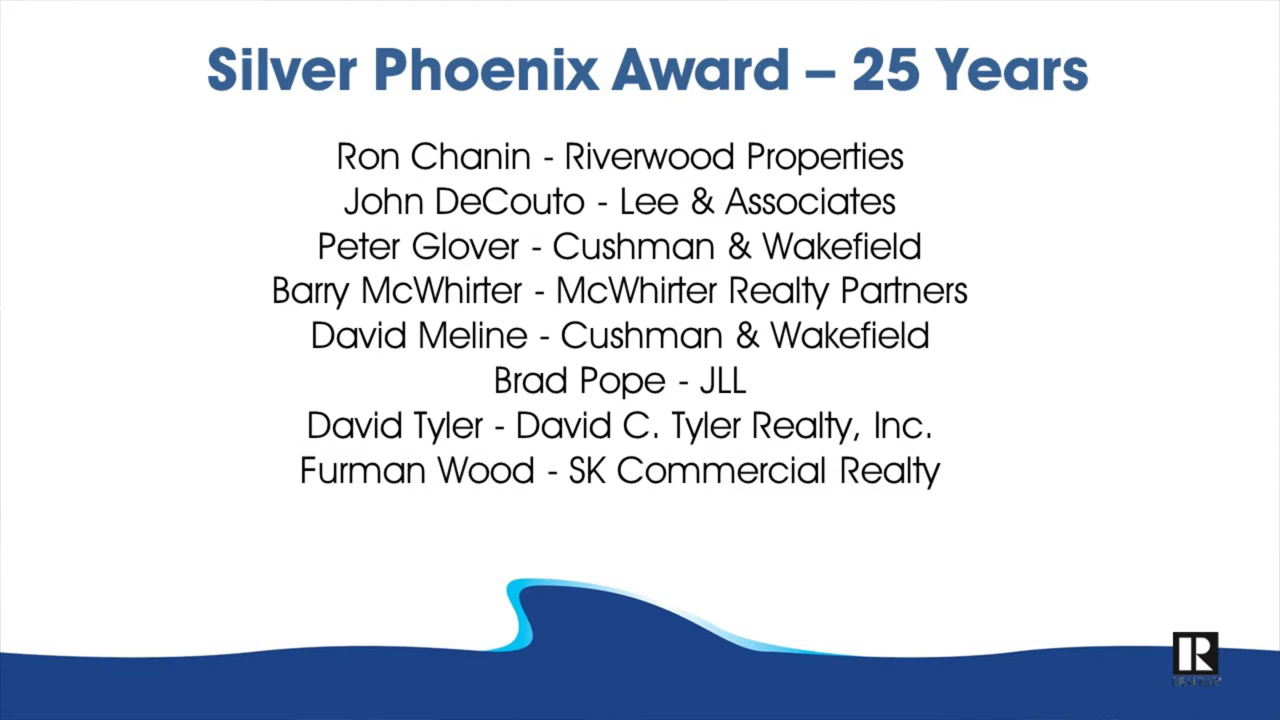 Silver Phoenix Award – 25 Years
Ron Chanin - Riverwood Properties
John DeCouto - Lee & Associates
Peter Glover - Cushman & Wakefield
Barry McWhirter - McWhirter Realty Partners
David Meline - Cushman & Wakefield
Brad Pope - JLL
David Tyler - David C. Tyler Realty, Inc.
Furman Wood - SK Commercial Realty
R